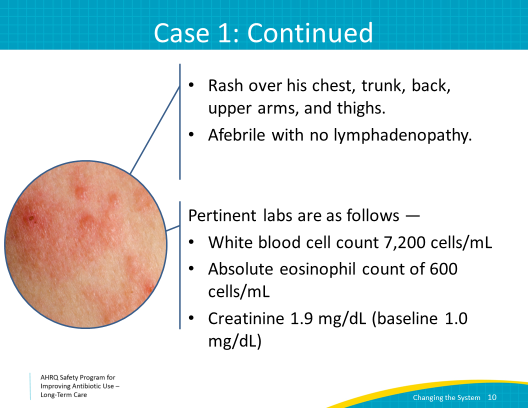 Case 1: Continued
• Rash over his chest, trunk, back,
upper arms, and thighs.
• Afebrile with no lymphadenopathy.
Pertinent labs are as follows —
• White blood cell count 7,200 cells/mL
• Absolute eosinophil count of 600
cells/mL
• Creatinine 1.9 mg/dL (baseline 1.0
mg/dL)
AHRQ Safety Program for
Improving Antibiotic Use –
Long-Term Care
Changing the System 10